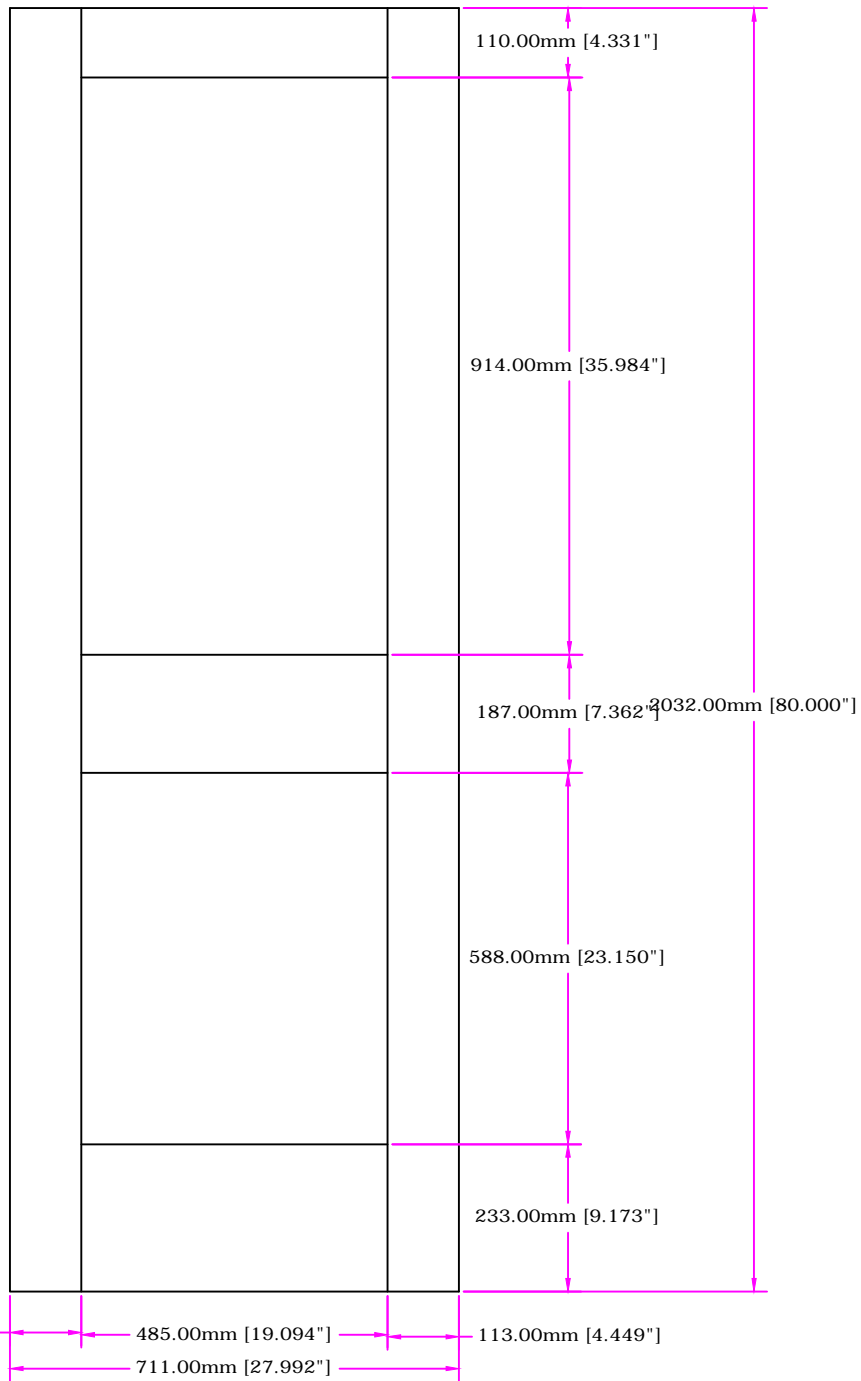 110.00mm [4.331"]
914.00mm [35.984"]
187.00mm [7.362"]
2032.00mm [80.000"]
588.00mm [23.150"]
233.00mm [9.173"]
485.00mm [19.094"]
113.00mm [4.449"]
711.00mm [27.992"]